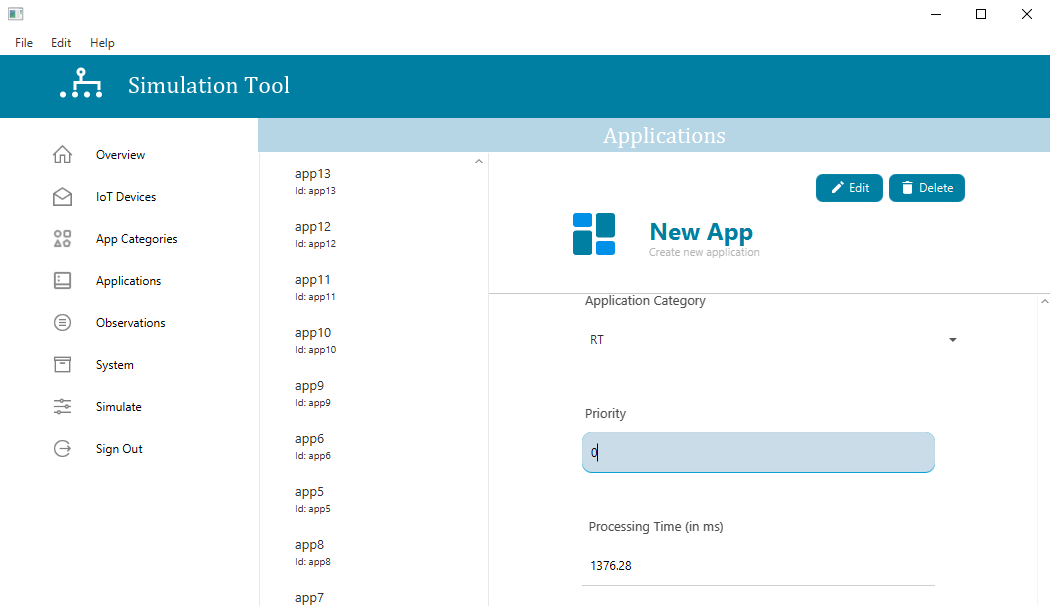 File Edit Help
Simulation Tool
Applications
Overview
IoT Devices
App Categories
Applications
Observations
System
Simulate
Sign Out
app13
Id: app13
app12
Id: app12
app11
Id: app11
app10
Id: app10
app9
Id: app9
app6
Id: app6
app5
Id: app5
app8
Id: app8
app7
Edit Delete
New App
Create new application
Application Category
RT
Priority
0
Processing Time (in ms)
1376.28